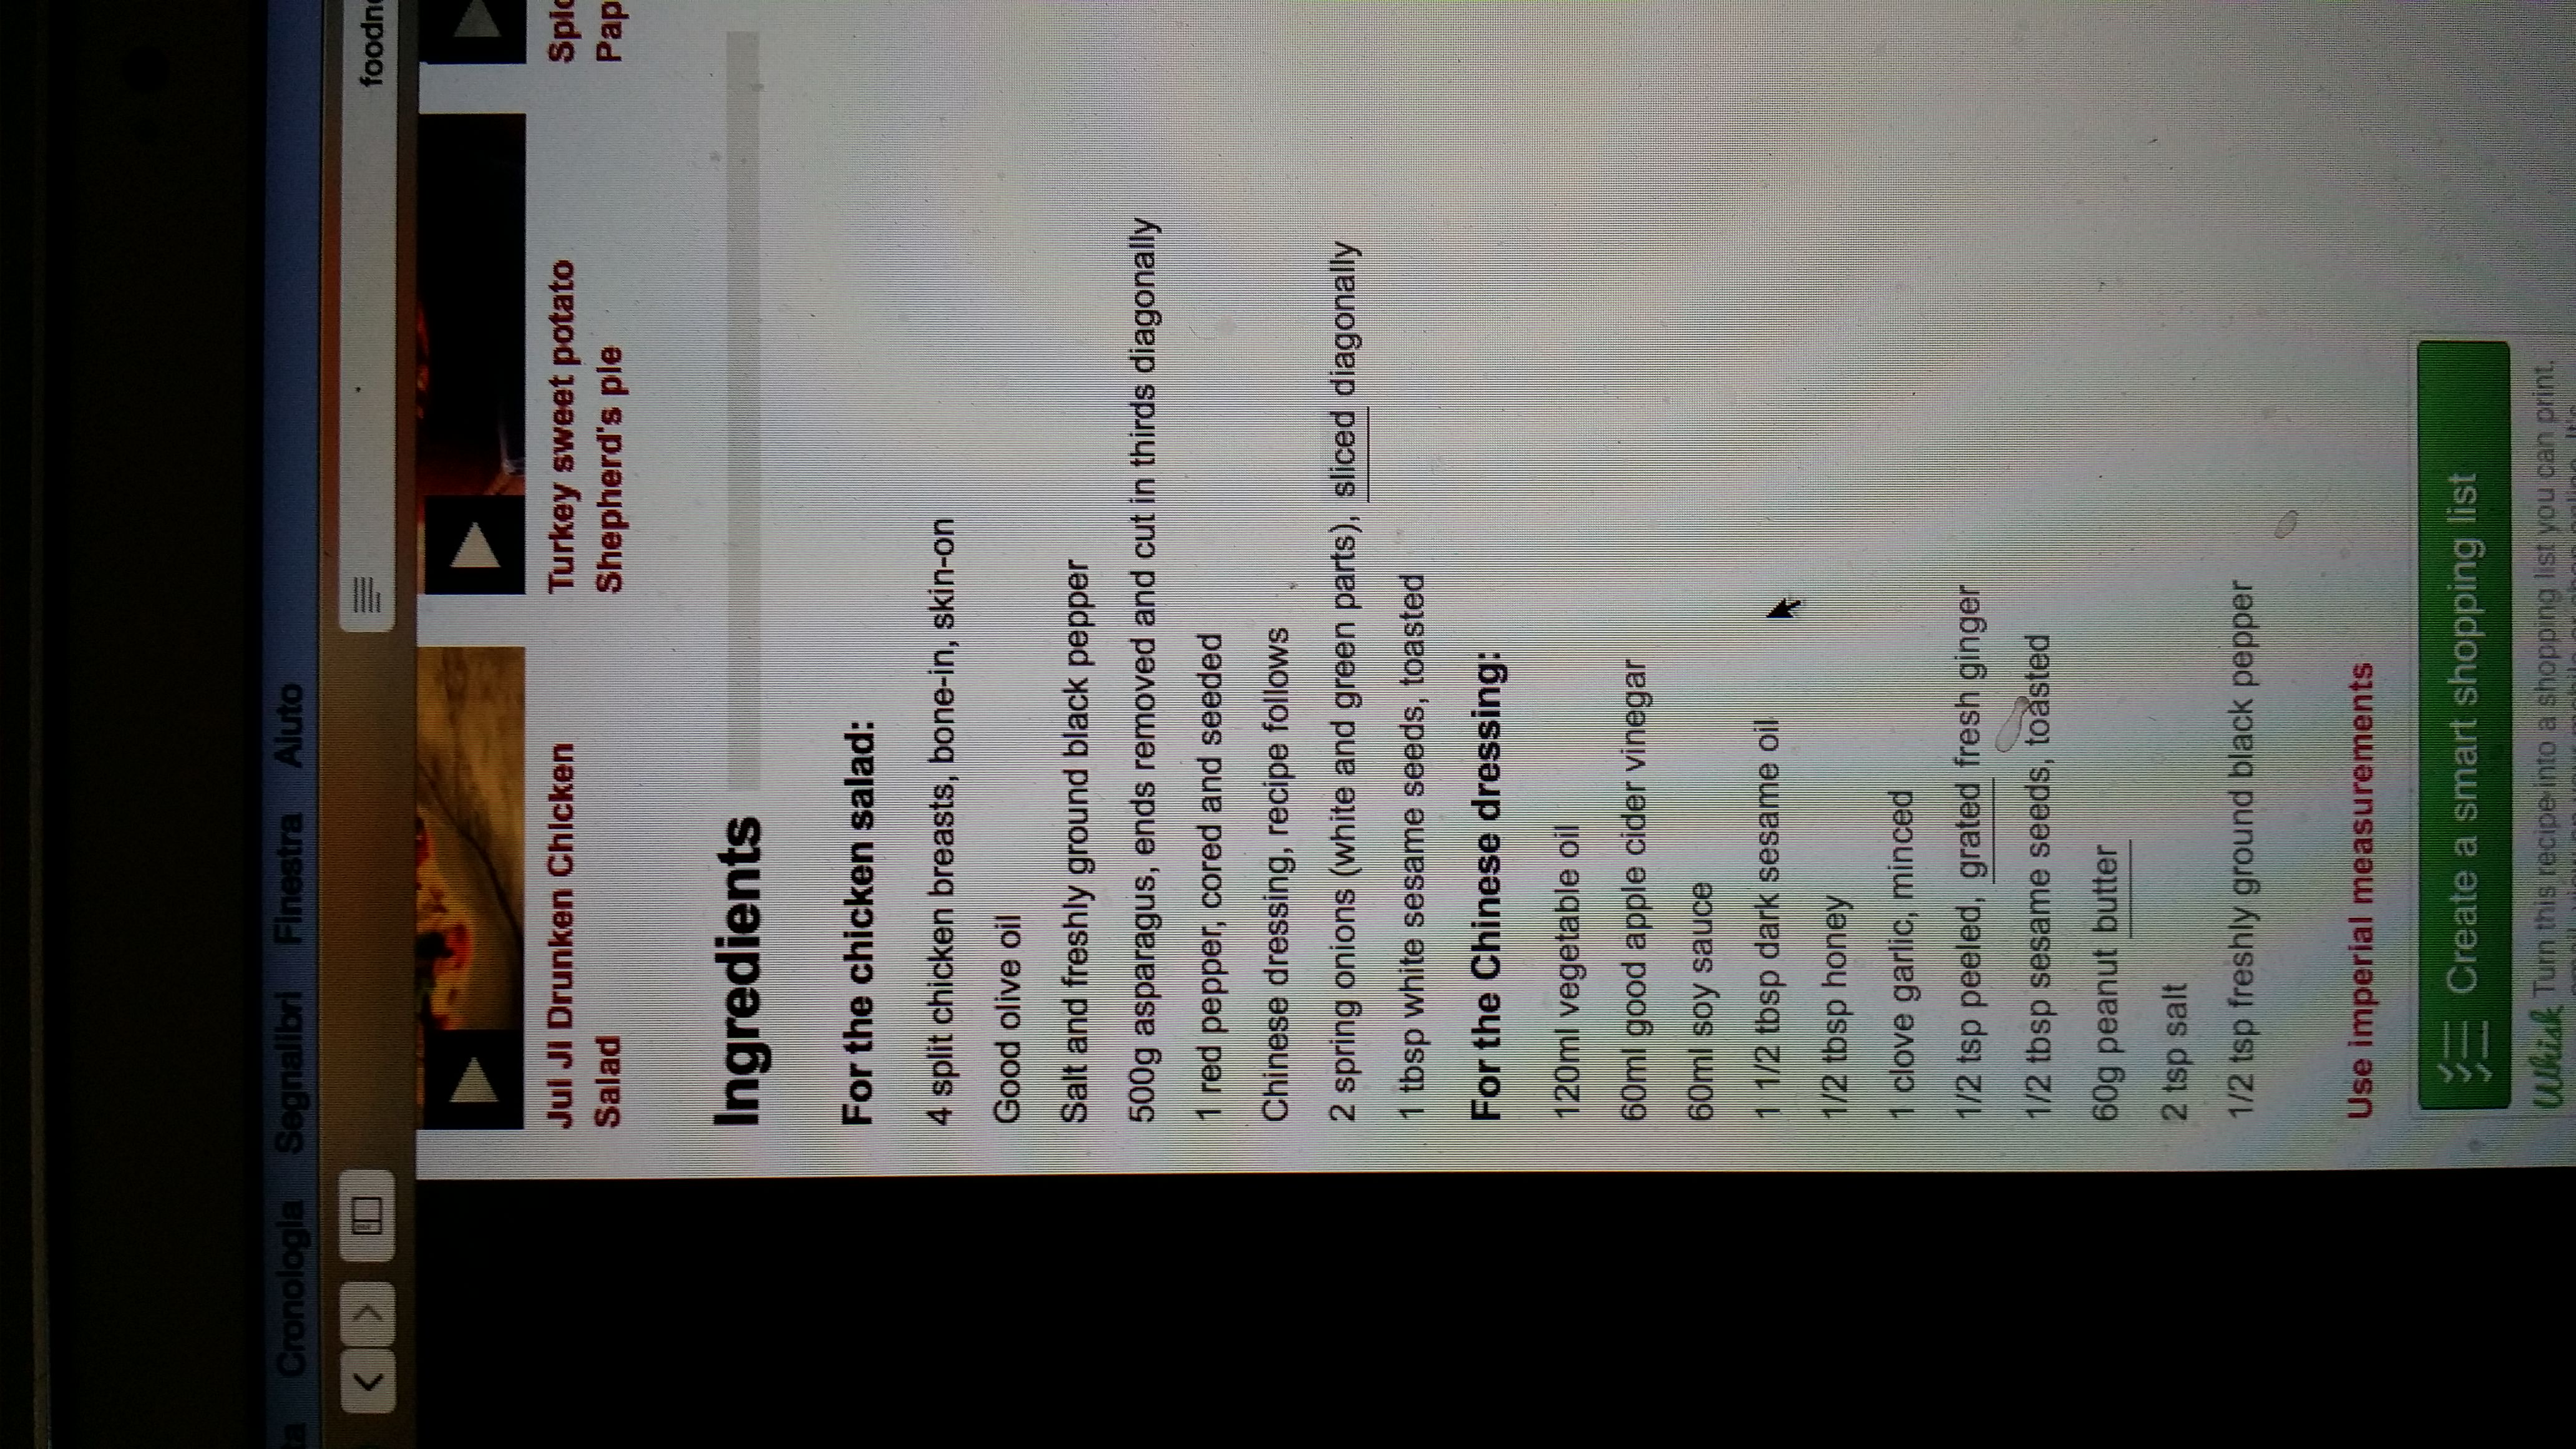 Cronologia Segnalibri Finestra Aiuto
foodn
Jui Ji Drunken Chicken
Salad
Turkey sweet potato
Shepherd's pie
Spic
Pap
Ingredients
For the chicken salad:
4 split chicken breasts, bone-in, skin-on
Good olive oil
Salt and freshly ground black pepper
500g asparagus, ends removed and cut in thirds diagonally
1 red pepper, cored and seeded
Chinese dressing, recipe follows
2 spring onions (white and green parts), sliced diagonally
1 tbsp white sesame seeds, toasted
For the Chinese dressing:
120ml vegetable oil
60ml good apple cider vinegar
60ml soy sauce
1 1/2 tbsp dark sesame oil
1/2 tbsp honey
1 clove garlic, minced
1/2 tsp peeled, grated fresh ginger
1/2 tbsp sesame seeds, toasted
60g peanut butter
2 tsp salt
1/2 tsp freshly ground black pepper
Use imperial measurements
Create a smart shopping list
Whisk Turn this recipe into a shopping list you can print,